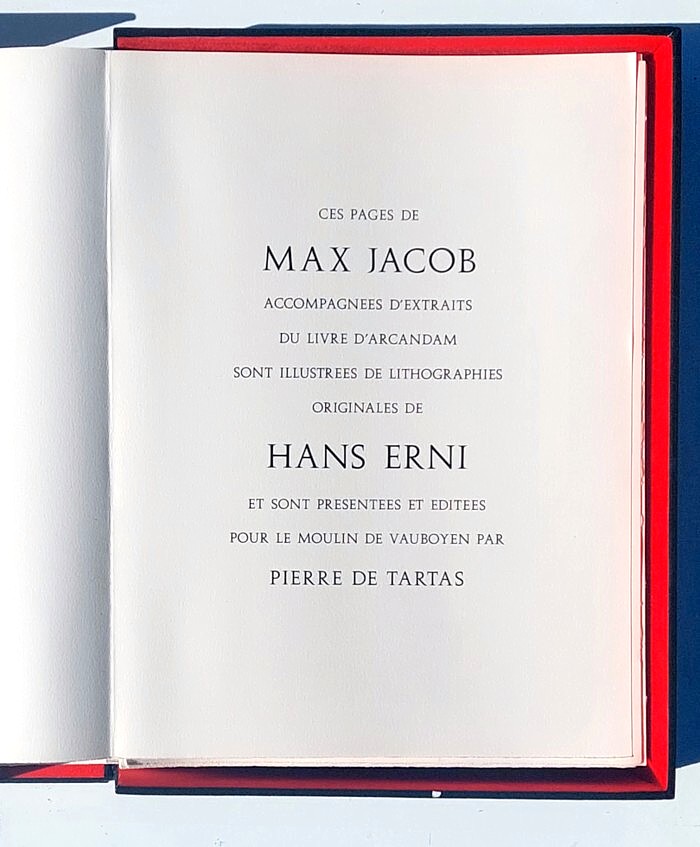 CES PAGES DE
MAX JACOB
ACCOMPAGNEES D'EXTRAITS
DU LIVRE D'ARCANDAM
SONT ILLUSTREES DE LITHOGRAPHIES
ORIGINALES DE
HANS ERNI
ET SONT PRESENTEES ET EDITEES
POUR LE MOULIN DE VAUBOYEN PAR
PIERRE DE TARTAS